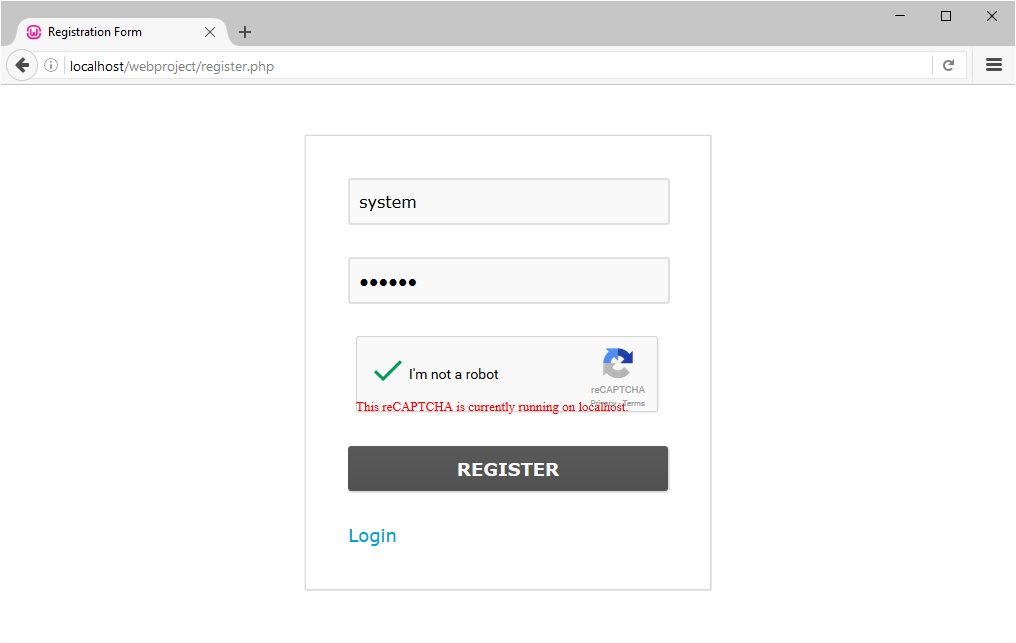 Registration Form
localhost/webproject/register.php
system
••••••
I'm not a robot
reCAPTCHA
Privacy - Terms
This reCAPTCHA is currently running on localhost.
REGISTER
Login